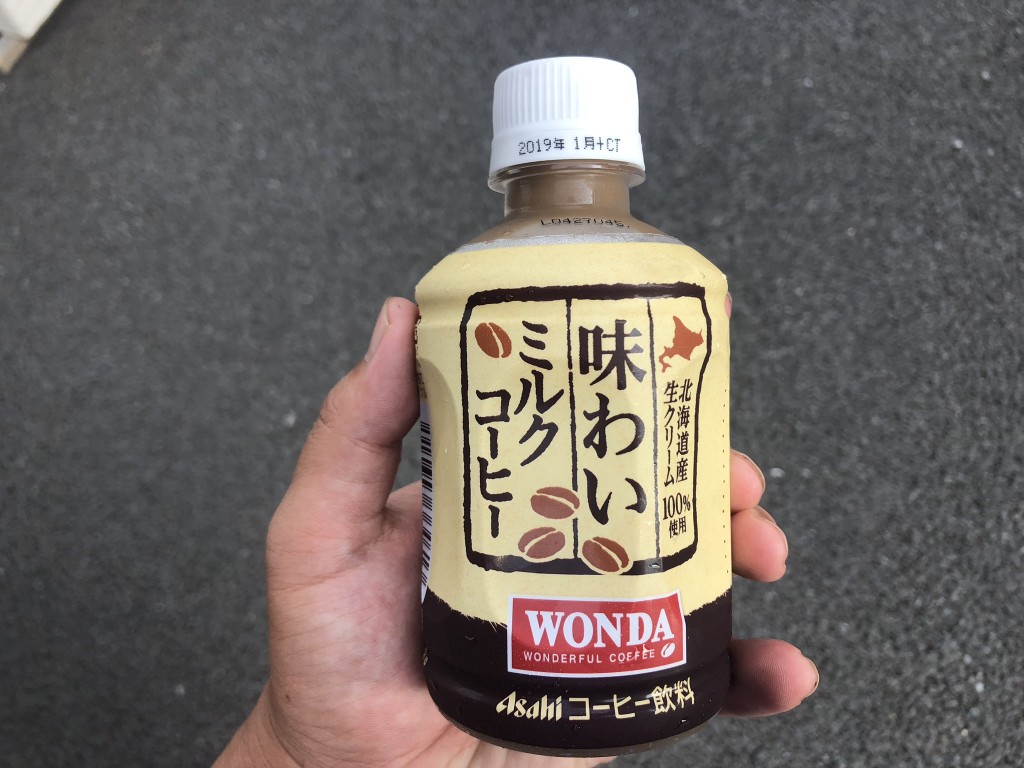 2019年 1月+CT
L0427045.
北海道産
生クリーム
100%
使用
味わい
ミルク
コーヒー
WONDA
WONDERFUL COFFEE
Asahi コーヒー飲料